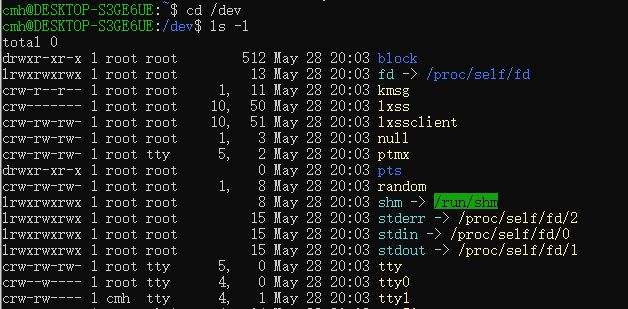 cmh@DESKTOP-S3GE6UE:~$ cd /dev
cmh@DESKTOP-S3GE6UE:/dev$ ls -l
total 0
drwxr-xr-x 1 root root     512 May 28 20:03 block
lrwxrwxrwx 1 root root      13 May 28 20:03 fd -> /proc/self/fd
crw-r--r-- 1 root root  1,  11 May 28 20:03 kmsg
crw------- 1 root root 10,  50 May 28 20:03 lxss
crw-rw-rw- 1 root root 10,  51 May 28 20:03 lxssclient
crw-rw-rw- 1 root root  1,   3 May 28 20:03 null
crw-rw-rw- 1 root tty   5,   2 May 28 20:03 ptmx
drwxr-xr-x 1 root root       0 May 28 20:03 pts
crw-rw-rw- 1 root root  1,   8 May 28 20:03 random
lrwxrwxrwx 1 root root       8 May 28 20:03 shm -> /run/shm
lrwxrwxrwx 1 root root      15 May 28 20:03 stderr -> /proc/self/fd/2
lrwxrwxrwx 1 root root      15 May 28 20:03 stdin -> /proc/self/fd/0
lrwxrwxrwx 1 root root      15 May 28 20:03 stdout -> /proc/self/fd/1
crw-rw-rw- 1 root tty   5,   0 May 28 20:03 tty
crw--w---- 1 root tty   4,   0 May 28 20:03 tty0
crw-rw---- 1 cmh  tty   4,   1 May 28 20:03 tty1